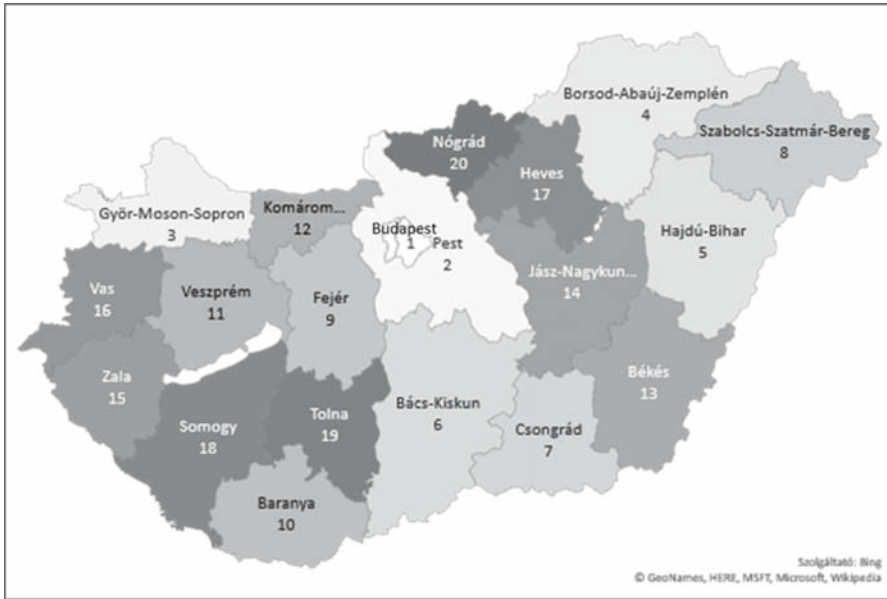 Borsod-Abaúj-Zemplén
4
Szabolcs-Szatmár-Bereg
8
Nógrád
20
Heves
17
Györ-Moson-Sopron
3
Komárom...
12
Budapest
1
Pest
2
Hajdú-Bihar
5
Jász-Nagykun...
14
Vas
16
Veszprém
11
Fejér
9
Zala
15
Somogy
18
Tolna
19
Bács-Kiskun
6
Csongrád
7
Békés
13
Baranya
10
Szolgáltató: Bing
© GeoNames, HERE, MSFT, Microsoft, Wikipedia